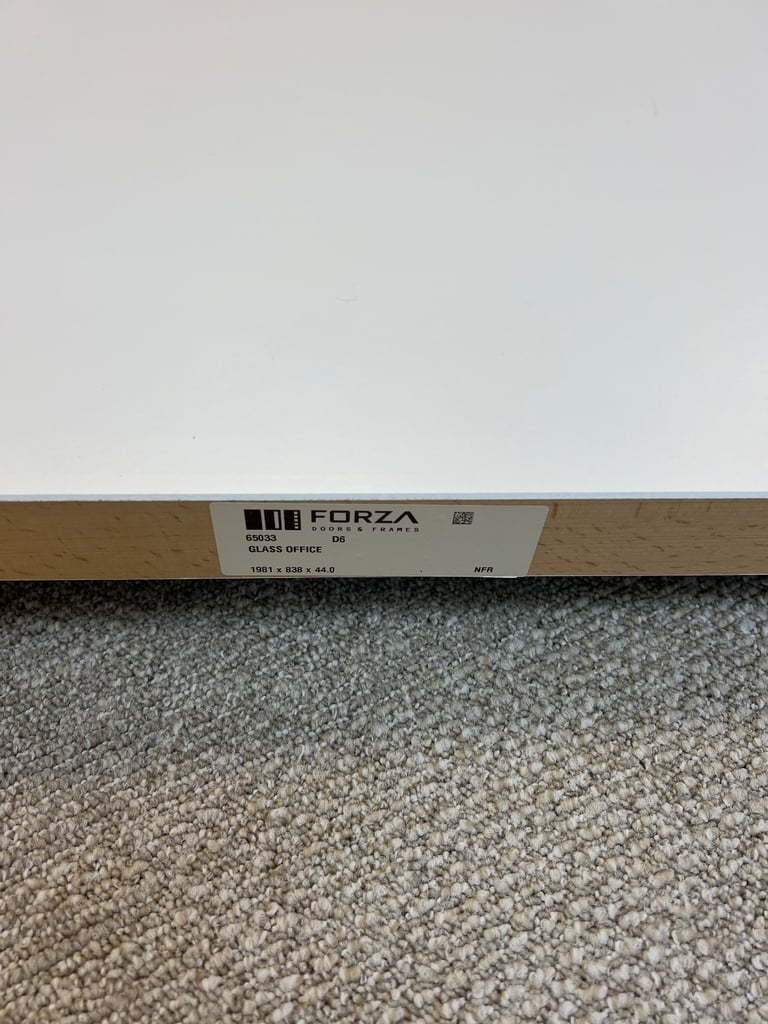 FORZA
DOORS & FRAMES
65033 D6
GLASS OFFICE
1981 x 838 x 44.0 NFR